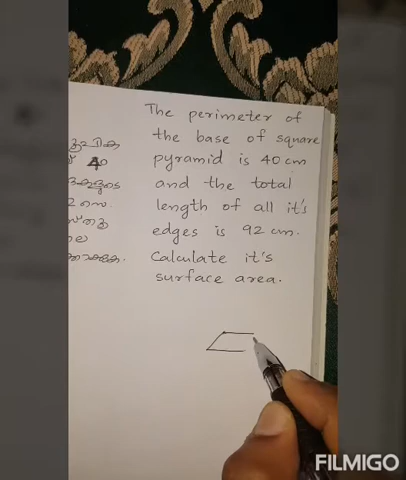 The perimeter of
the base of square
pyramid is 40 cm
and the total
length of all it's
edges is 92 cm.
Calculate it's
surface area.
40
FILMIGO